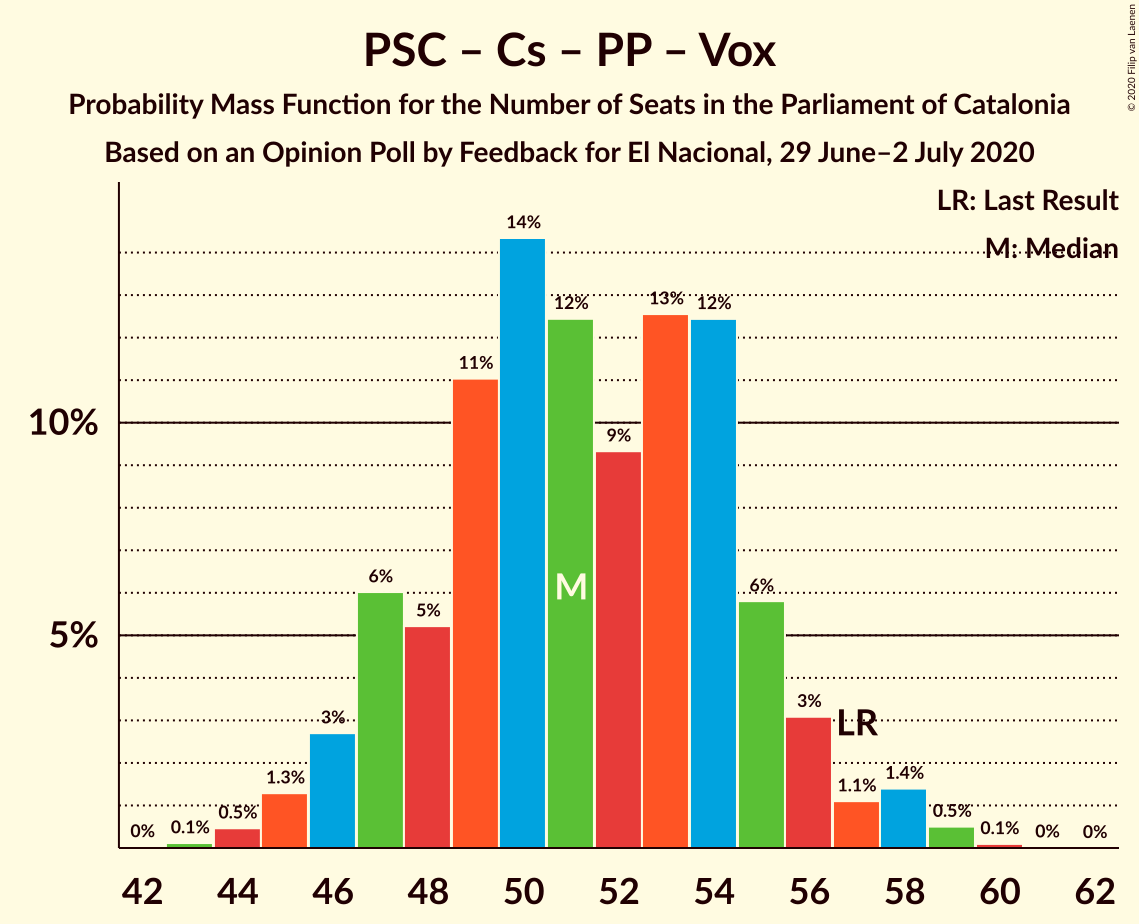 PSC – Cs – PP – Vox
Probability Mass Function for the Number of Seats in the Parliament of Catalonia
Based on an Opinion Poll by Feedback for El Nacional, 29 June–2 July 2020
© 2020 Filip van Laenen
LR: Last Result
M: Median
10%
5%
0%
0.1%
0.5%
1.3%
3%
6%
5%
11%
14%
12%
9%
13%
12%
6%
3%
1.1%
1.4%
0.5%
0.1%
0%
0%
M
LR
42 44 46 48 50 52 54 56 58 60 62